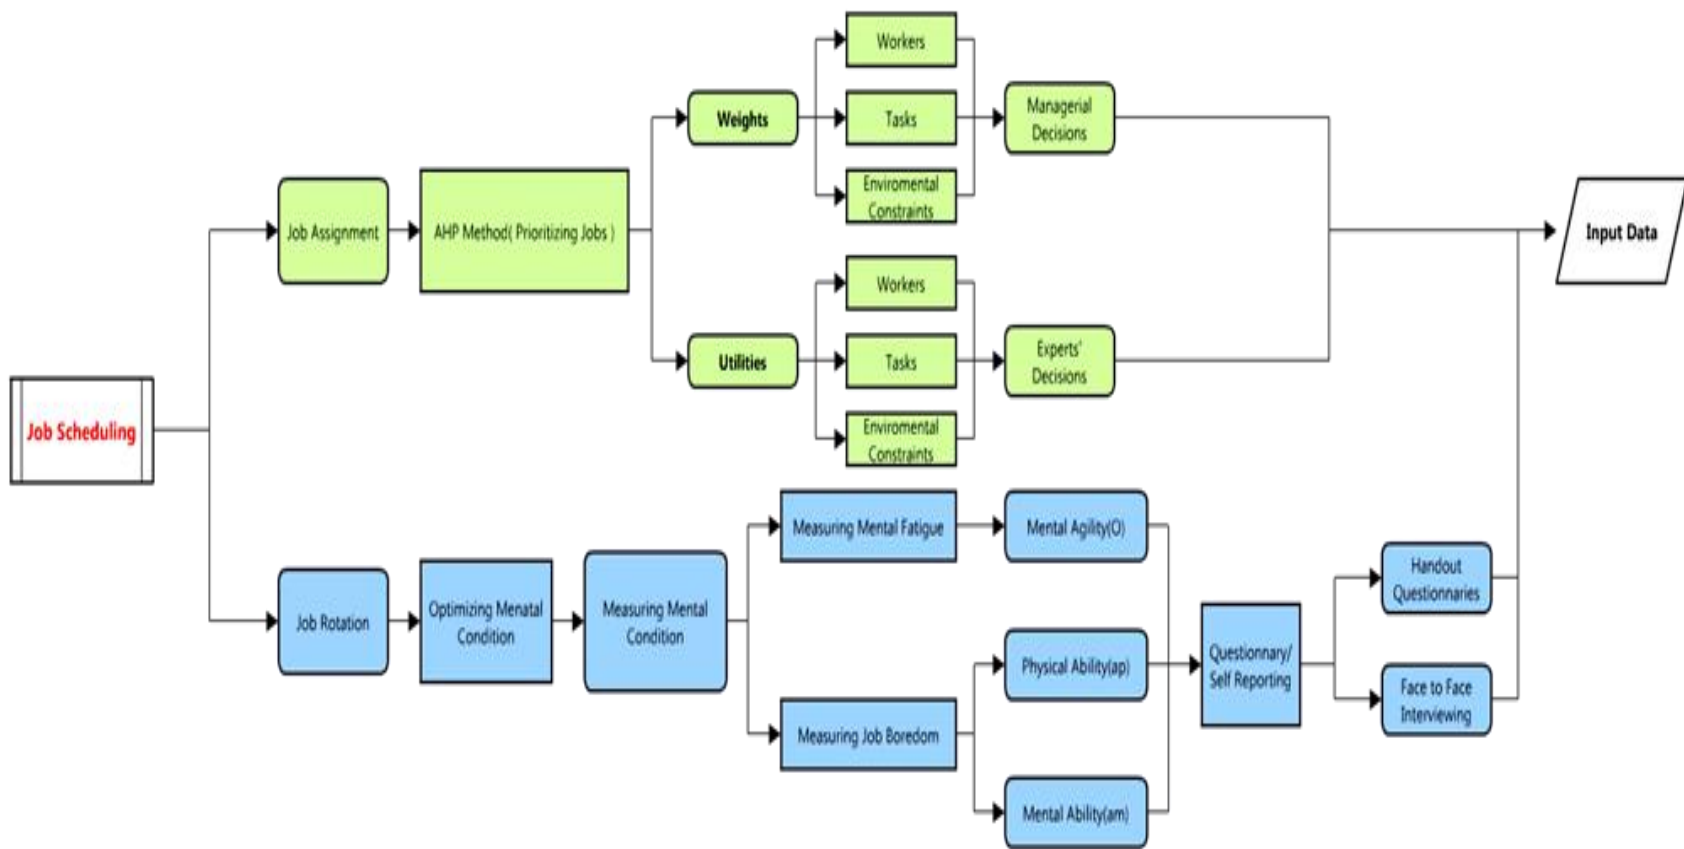 Job Scheduling
Job Assignment
AHP Method( Prioritizing Jobs )
Weights
Workers
Tasks
Enviromental
Constraints
Managerial
Decisions
Utilities
Workers
Tasks
Enviromental
Constraints
Experts'
Decisions
Input Data
Job Rotation
Optimizing Menatal
Condition
Measuring Mental
Condition
Measuring Mental Fatigue
Mental Agility(O)
Measuring Job Boredom
Physical Ability(ap)
Mental Ability(am)
Questionnary/
Self Reporting
Handout
Questionnaries
Face to Face
Interviewing